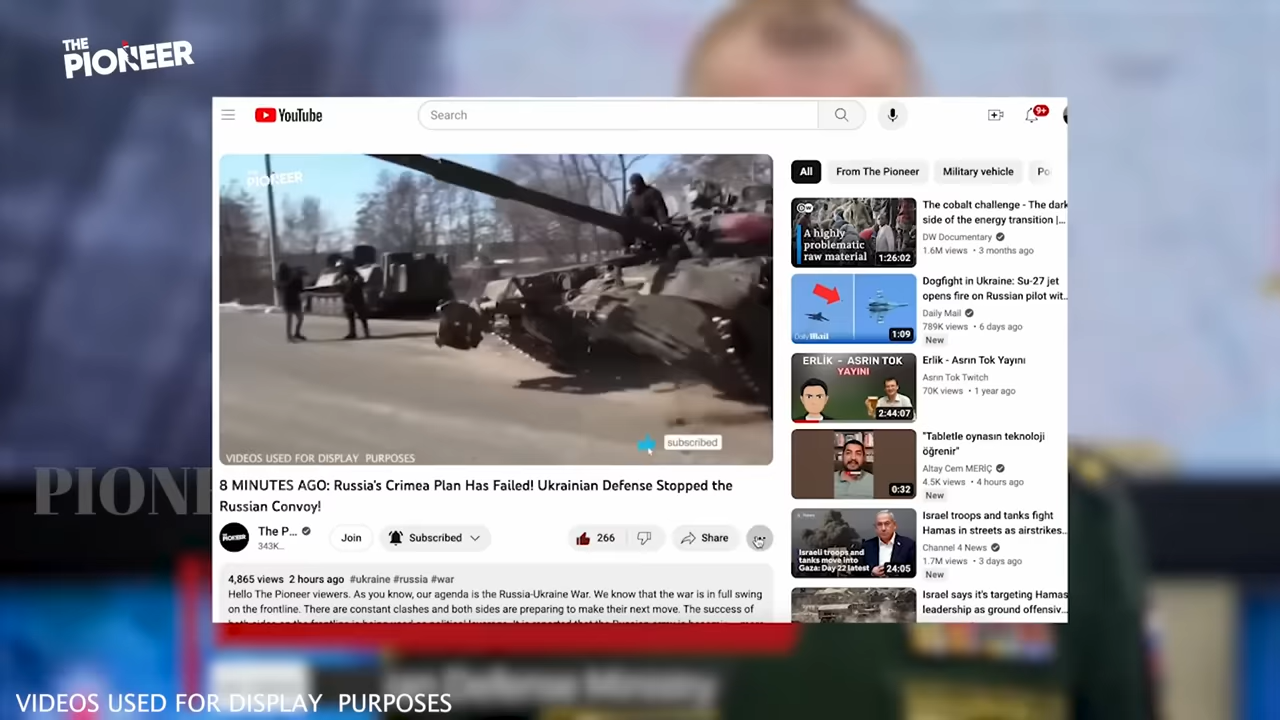 THE
PIONEER
YouTube
Search
9+
THE
PIONEER
subscribed
VIDEOS USED FOR DISPLAY PURPOSES
8 MINUTES AGO: Russia's Crimea Plan Has Failed! Ukrainian Defense Stopped the
Russian Convoy!
PIONEER
The P...
343K...
Join
Subscribed
266
Share
4,865 views 2 hours ago #ukraine #russia #war
Hello The Pioneer viewers. As you know, our agenda is the Russia-Ukraine War. We know that the war is in full swing
on the frontline. There are constant clashes and both sides are preparing to make their next move. The success of
All
From The Pioneer
Military vehicle
Po
DW
A highly
problematic
raw material
1:26:02
The cobalt challenge - The dark
side of the energy transition |...
DW Documentary
1.6M views • 3 months ago
Daily Mail
1:09
Dogfight in Ukraine: Su-27 jet
opens fire on Russian pilot wit...
Daily Mail
789K views • 6 days ago
New
ERLİK - ASRIN TOK
YAYINI
2:44:07
Erlik - Asrın Tok Yayını
Asrın Tok Twitch
70K views • 1 year ago
0:32
"Tabletle oynasın teknoloji
öğrenir"
Altay Cem MERİÇ
4.5K views • 4 hours ago
New
Israeli troops and
tanks move into
Gaza: Day 22 latest
24:05
Israel troops and tanks fight
Hamas in streets as airstrikes...
Channel 4 News
1.7M views • 3 days ago
New
Israel says it's targeting Hamas
leadership as ground offensiv...
PION
VIDEOS USED FOR DISPLAY PURPOSES